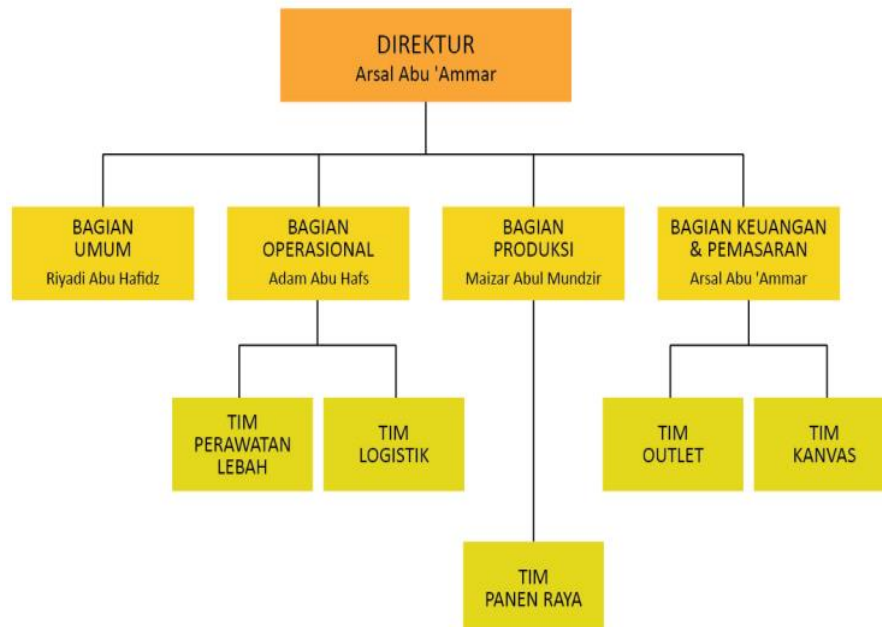 DIREKTUR
Arsal Abu 'Ammar
BAGIAN
UMUM
Riyadi Abu Hafidz
BAGIAN
OPERASIONAL
Adam Abu Hafs
BAGIAN
PRODUKSI
Maizar Abul Mundzir
BAGIAN KEUANGAN
& PEMASARAN
Arsal Abu 'Ammar
TIM
PERAWATAN
LEBAH
TIM
LOGISTIK
TIM
OUTLET
TIM
KANVAS
TIM
PANEN RAYA